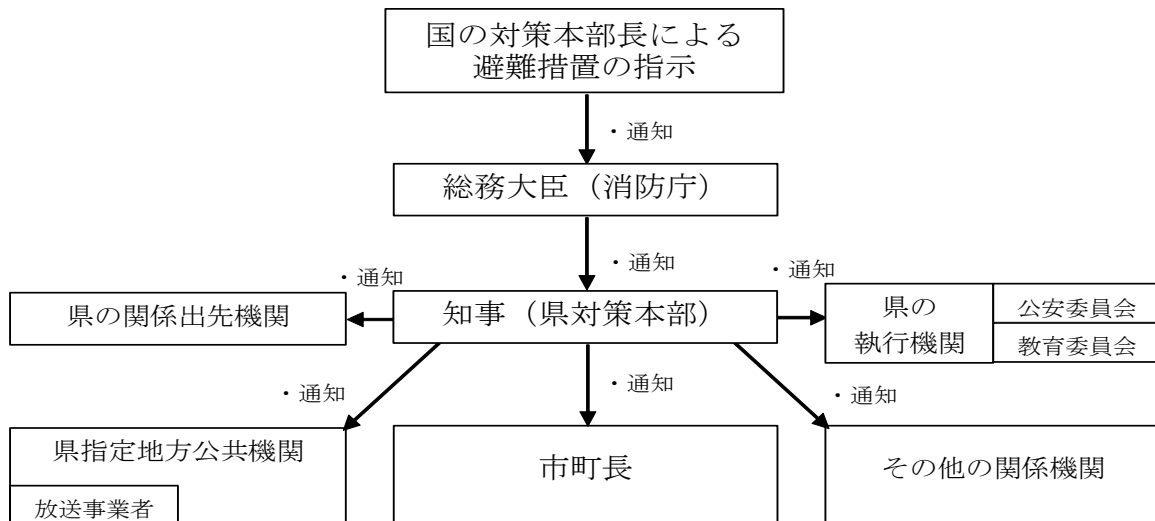 国の対策本部長による
避難措置の指示
・通知
総務大臣（消防庁）
・通知
・通知
・通知
県の関係出先機関
知事（県対策本部）
県の
執行機関
公安委員会
教育委員会
・通知
・通知
・通知
県指定地方公共機関
放送事業者
市町長
その他の関係機関